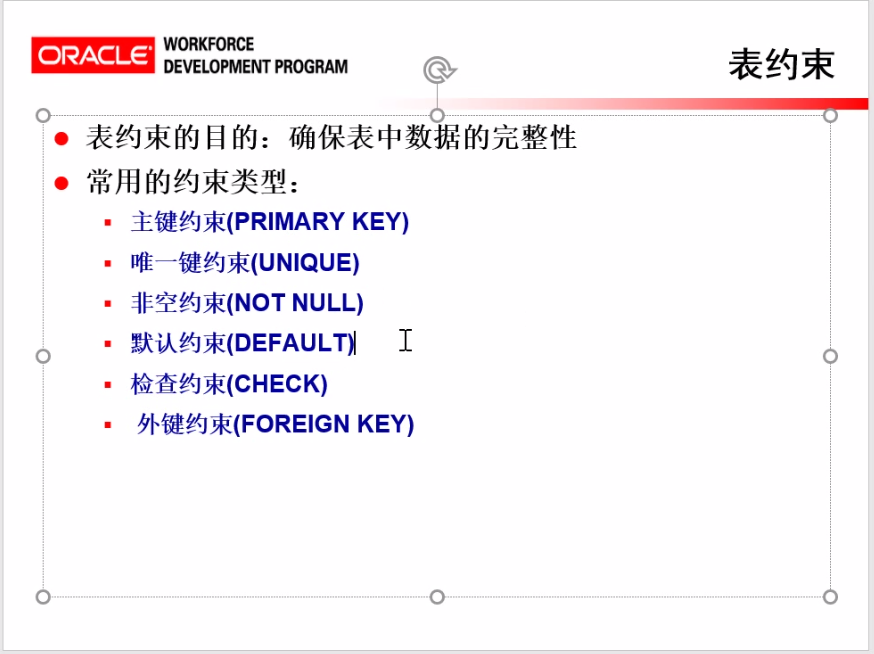 ORACLE WORKFORCE
DEVELOPMENT PROGRAM
表约束
表约束的目的：确保表中数据的完整性
常用的约束类型：
主键约束(PRIMARY KEY)
唯一键约束(UNIQUE)
非空约束(NOT NULL)
默认约束(DEFAULT)
检查约束(CHECK)
外键约束(FOREIGN KEY)